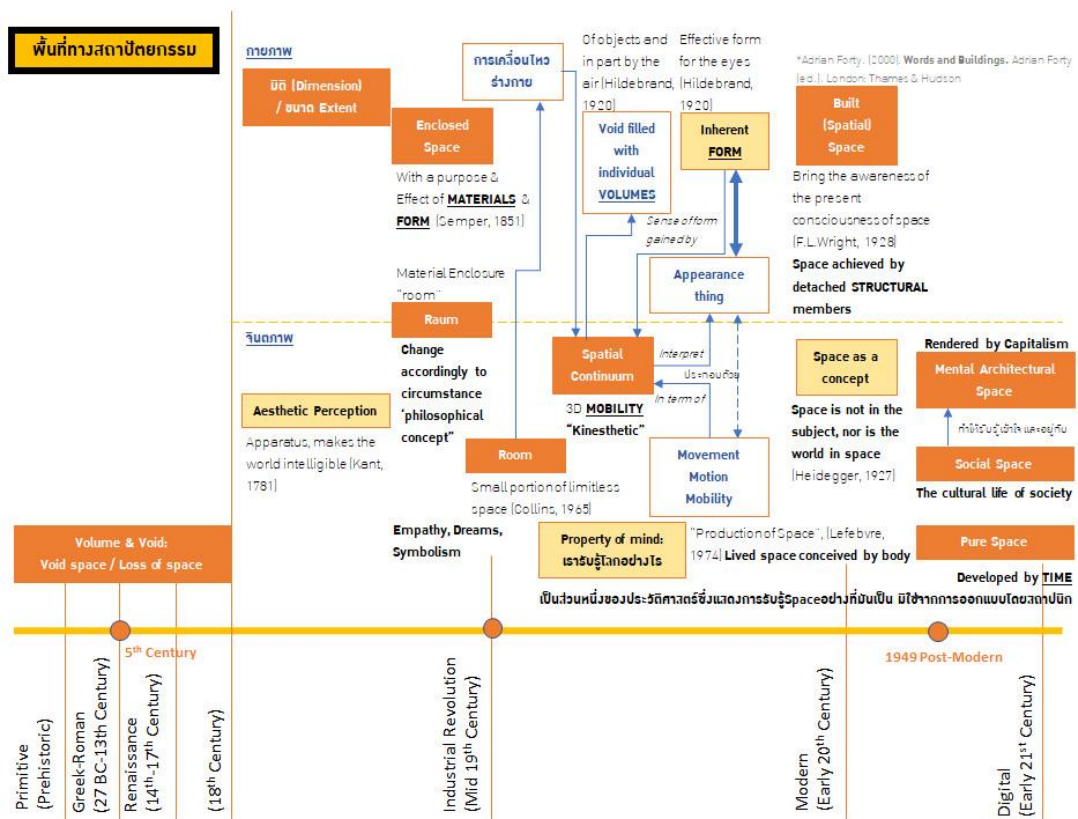 พื้นที่ทางสถาปัตยกรรม
กายภาพ
มิติ (Dimension)
/ ขนาด Extent
Enclosed
Space
With a purpose &
Effect of MATERIALS &
FORM (Semper, 1851)
Material Enclosure
"room"
Raum
Change
accordingly to
circumstance
'philosophical
concept"
การเคลื่อนไหว
ร่างกาย
Of objects and
in part by the
air (Hildebrand,
1920)
Void filled
with
individual
VOLUMES
Effective form
for the eyes
(Hildebrand,
1920)
Inherent
FORM
Sense of form
gained by
Appearance
thing
*Adrian Forty. (2000). Words and Buildings. Adrian Forty
(ed.). London: Thames & Hudson
Built
(Spatial)
Space
Bring the awareness of
the present
consciousness of space
(F.L.Wright, 1928)
Space achieved by
detached STRUCTURAL
members
จินตภาพ
Aesthetic Perception
Apparatus, makes the
world intelligible (Kant,
1781)
Room
Small portion of limitless
space (Collins, 1965)
Spatial
Continuum
3D MOBILITY
"Kinesthetic"
Interpret
ประกอบด้วย
In term of
Movement
Motion
Mobility
Space as a
concept
Space is not in the
subject, nor is the
world in space
(Heidegger, 1927)
Rendered by Capitalism
Mental Architectural
Space
ทำให้รับรู้เข้าใจ และอยู่กับ
Social Space
The cultural life of society
Volume & Void:
Void space / Loss of space
Empathy, Dreams,
Symbolism
Property of mind:
เรารับรู้โลกอย่างไร
"Production of Space", (Lefebvre,
1974) Lived space conceived by body
Pure Space
Developed by TIME
เป็นส่วนหนึ่งของประวัติศาสตร์ซึ่งแสดงการรับรู้Spaceอย่างที่มันเป็น มิใช่จากการออกแบบโดยสถาปนิก
5th Century
1949 Post-Modern
Primitive
(Prehistoric)
Greek-Roman
(27 BC-13th Century)
Renaissance
(14th-17th Century)
(18th Century)
Industrial Revolution
(Mid 19th Century)
Modern
(Early 20th Century)
Digital
(Early 21st Century)